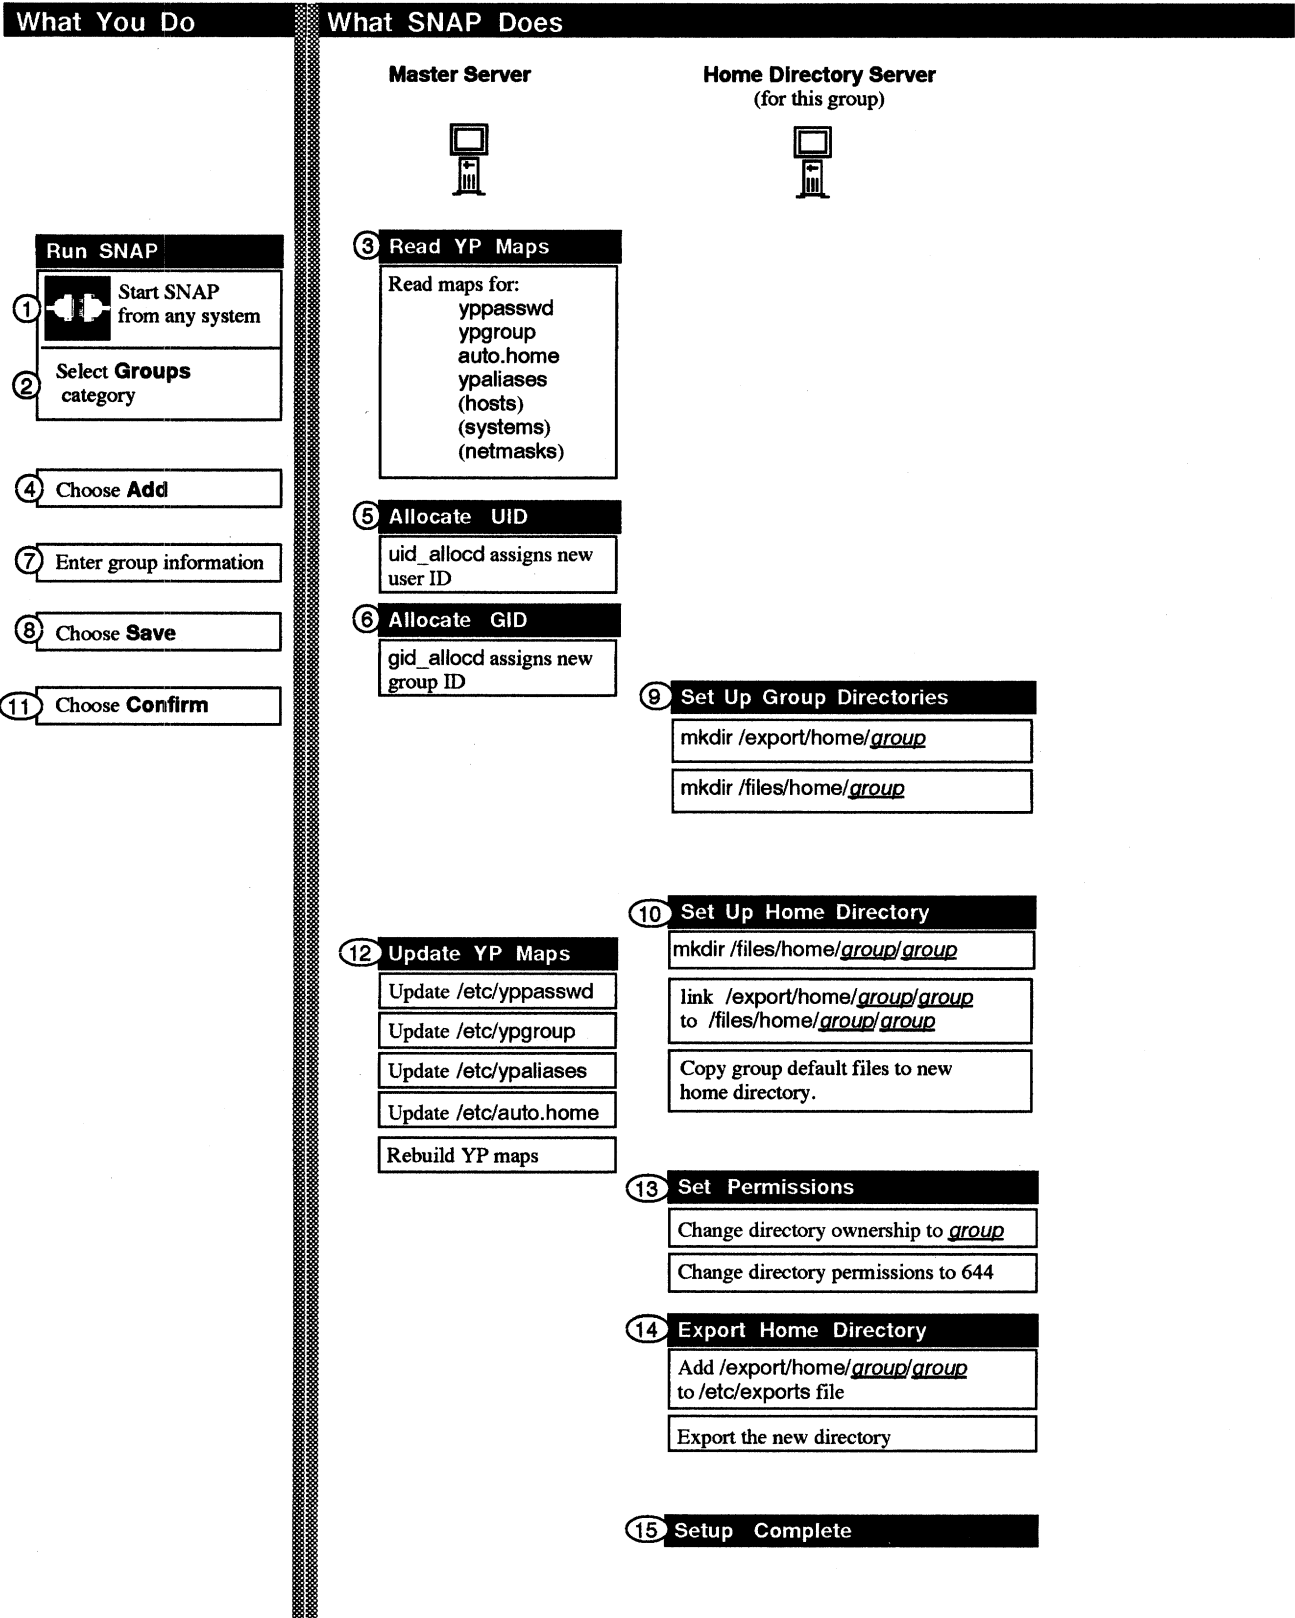 What You Do
What SNAP Does
Master Server
Home Directory Server
(for this group)
Run SNAP
1
Start SNAP
from any system
2
Select Groups
category
3
Read YP Maps
Read maps for:
yppasswd
ypgroup
auto.home
ypaliases
(hosts)
(systems)
(netmasks)
4
Choose Add
5
Allocate UID
uid_allocd assigns new
user ID
7
Enter group information
6
Allocate GID
gid_allocd assigns new
group ID
8
Choose Save
11
Choose Confirm
9
Set Up Group Directories
mkdir /export/home/group
mkdir /files/home/group
10
Set Up Home Directory
mkdir /files/home/group/group
link /export/home/group/group
to /files/home/group/group
Copy group default files to new
home directory.
12
Update YP Maps
Update /etc/yppasswd
Update /etc/ypgroup
Update /etc/ypaliases
Update /etc/auto.home
Rebuild YP maps
13
Set Permissions
Change directory ownership to group
Change directory permissions to 644
14
Export Home Directory
Add /export/home/group/group
to /etc/exports file
Export the new directory
15
Setup Complete